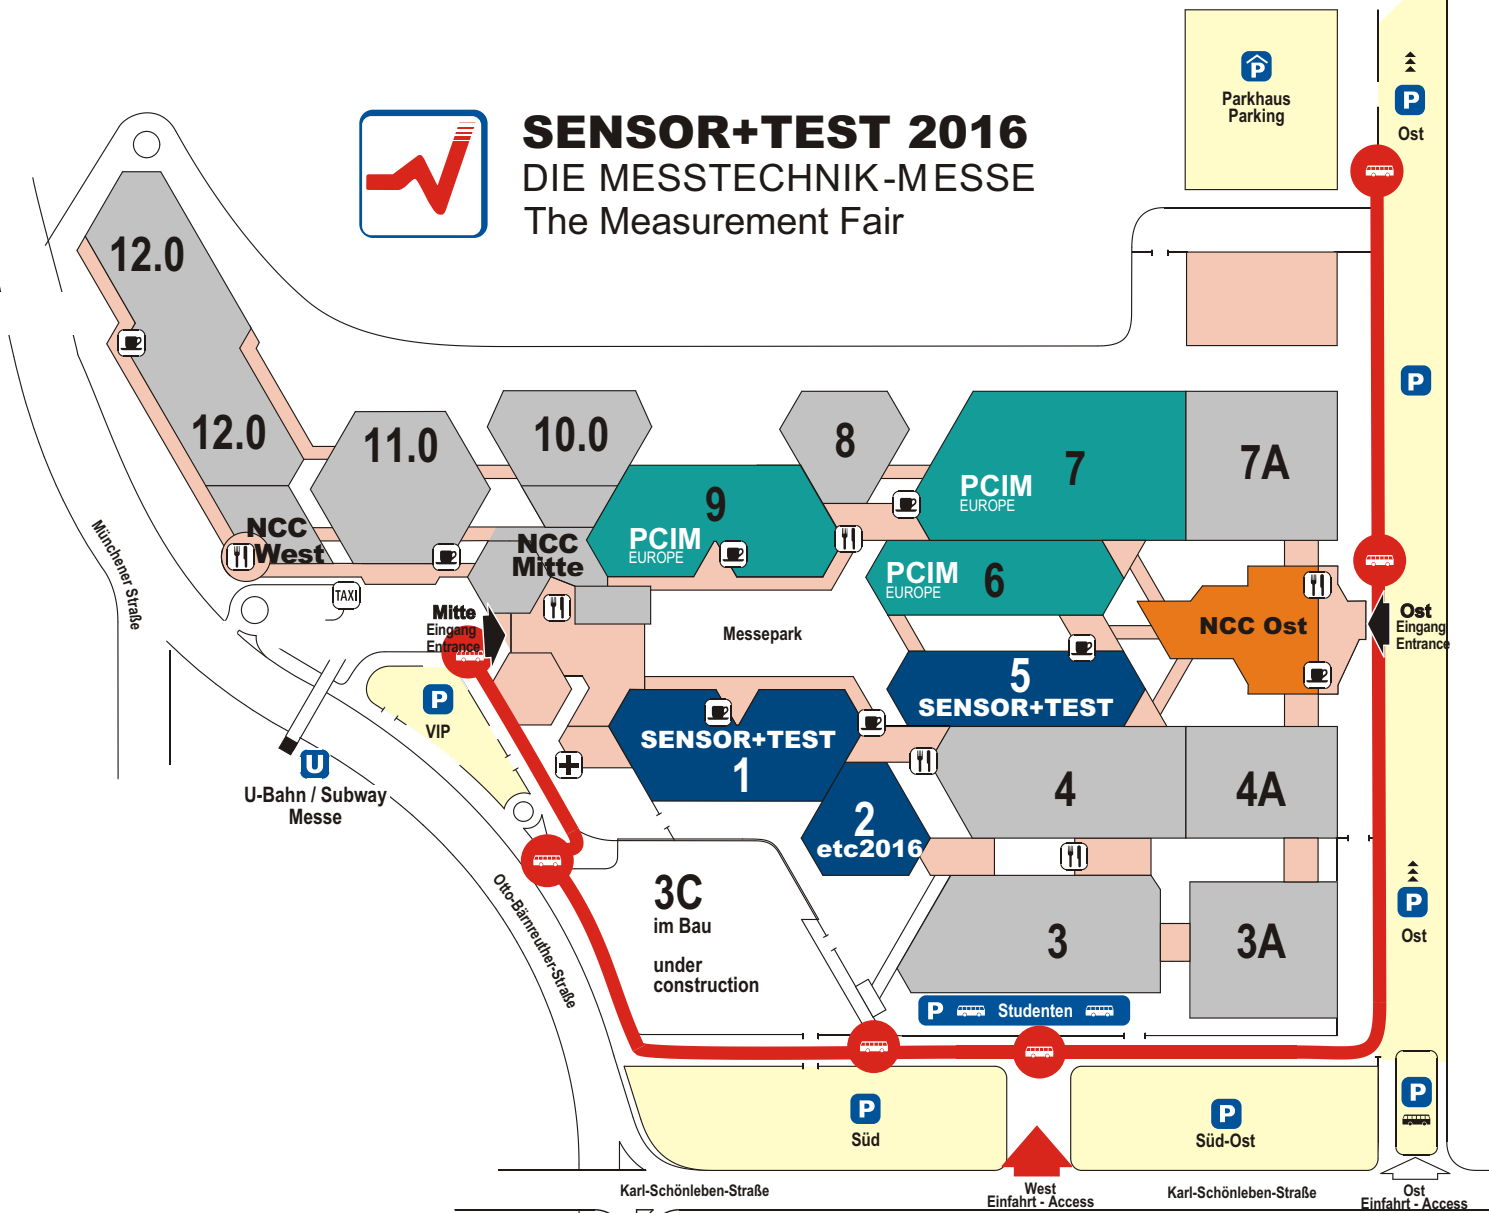 SENSOR+TEST 2016
DIE MESSTECHNIK-MESSE
The Measurement Fair
P
Parkhaus
Parking
P
Ost
12.0
12.0
11.0
10.0
8
7
7A
PCIM
EUROPE
P
9
PCIM
EUROPE
NCC
West
NCC
Mitte
PCIM
EUROPE
6
Münchener Straße
TAXI
Mitte
Eingang
Entrance
Messepark
NCC Ost
Ost
Eingang
Entrance
5
SENSOR+TEST
P
VIP
SENSOR+TEST
1
U
U-Bahn / Subway
Messe
4
4A
2
etc2016
3C
im Bau
under
construction
Otto-Bärnreuther-Straße
3
3A
P
Ost
P Studenten
P
Süd
P
Süd-Ost
P
Karl-Schönleben-Straße
West
Einfahrt - Access
Karl-Schönleben-Straße
Ost
Einfahrt - Access